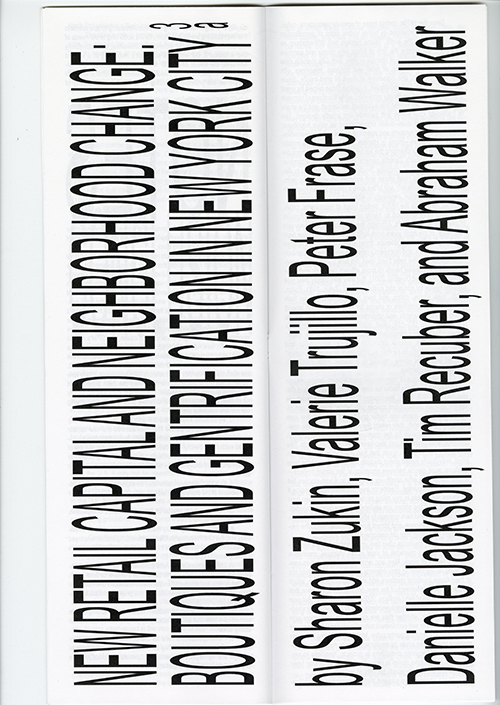 NEW RETAIL CAPITAL AND NEIGHBORHOOD CHANGE:
BOUTIQUES AND GENTRIFICATION IN NEW YORK CITY
by Sharon Zukin, Valerie Trujillo, Peter Frase,
Danielle Jackson, Tim Recuber, and Abraham Walker
3
a